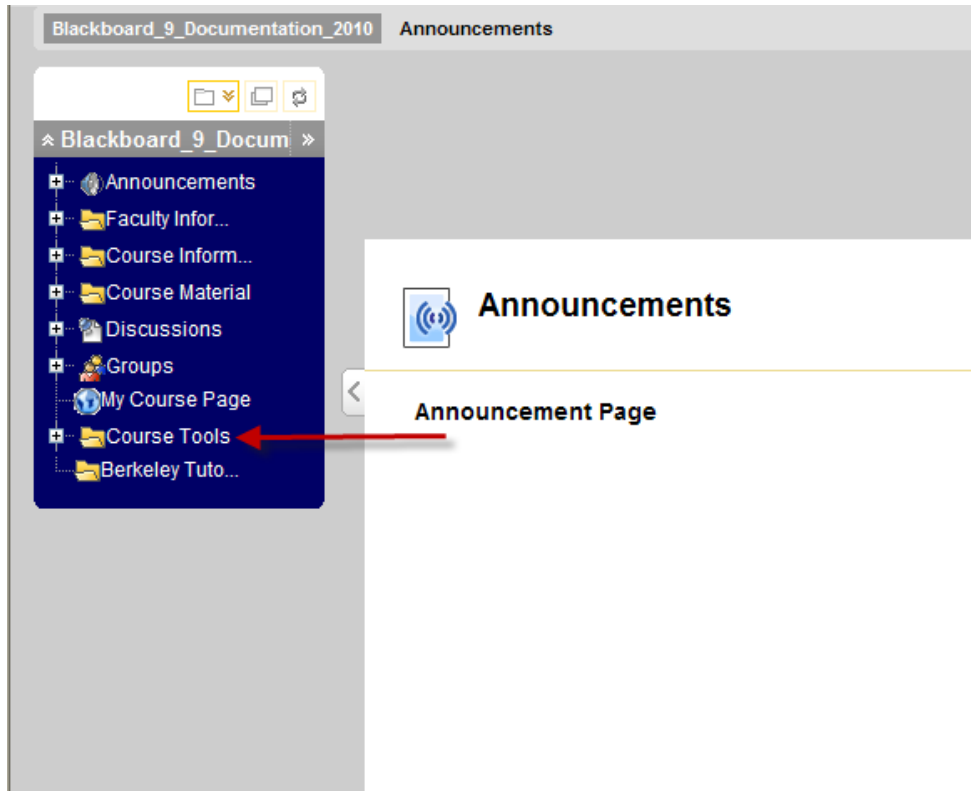 Blackboard_9_Documentation_2010 Announcements
Blackboard_9_Docum
Announcements
Faculty Infor...
Course Inform...
Course Material
Discussions
Groups
My Course Page
Course Tools
Berkeley Tuto...
Announcements
Announcement Page